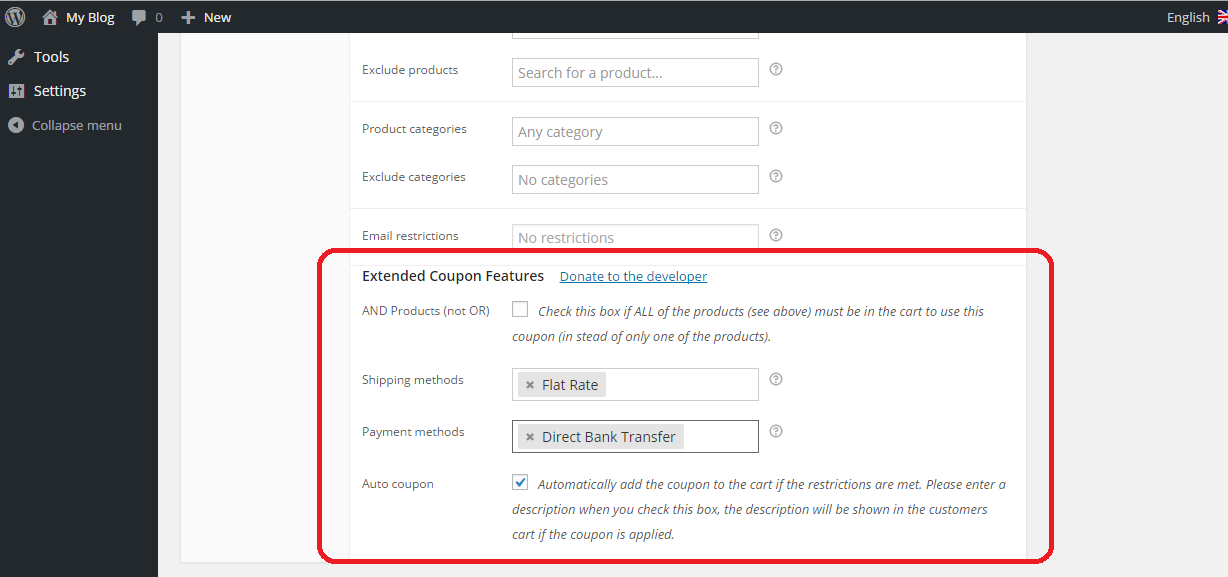 My Blog 0 New English
Tools
Settings
Collapse menu
Exclude products Search for a product...
Product categories Any category
Exclude categories No categories
Email restrictions No restrictions
Extended Coupon Features Donate to the developer
AND Products (not OR) Check this box if ALL of the products (see above) must be in the cart to use this
coupon (in stead of only one of the products).
Shipping methods × Flat Rate
Payment methods × Direct Bank Transfer
Auto coupon Automatically add the coupon to the cart if the restrictions are met. Please enter a
description when you check this box, the description will be shown in the customers
cart if the coupon is applied.